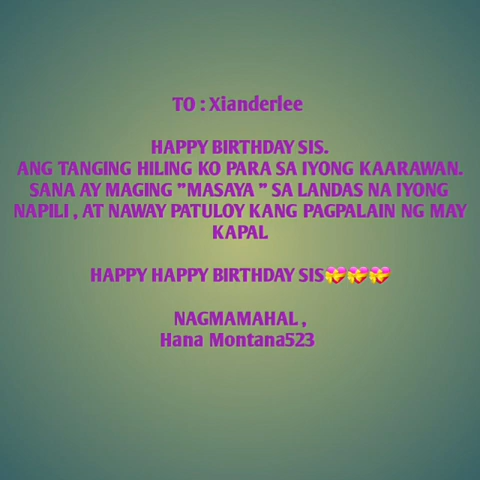 TO : Xianderlee
HAPPY BIRTHDAY SIS.
ANG TANGING HILING KO PARA SA IYONG KAARAWAN.
SANA AY MAGING "MASAYA " SA LANDAS NA IYONG
NAPILI , AT NAWAY PATULOY KANG PAGPALAIN NG MAY
KAPAL
HAPPY HAPPY BIRTHDAY SIS💝💝💝
NAGMAMAHAL ,
Hana Montana523